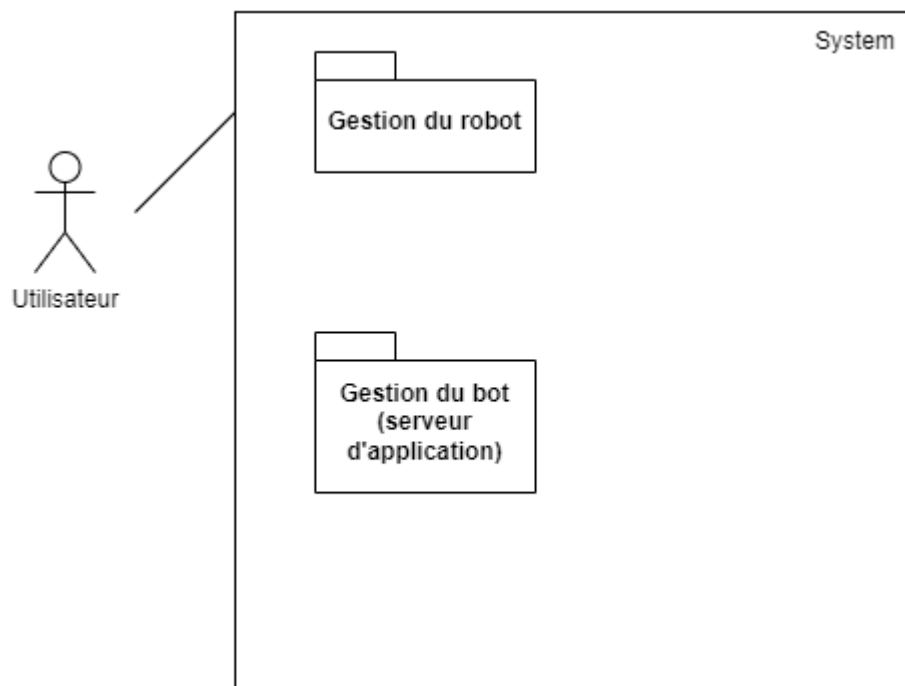 System
Gestion du robot
Utilisateur
Gestion du bot
(serveur
d'application)